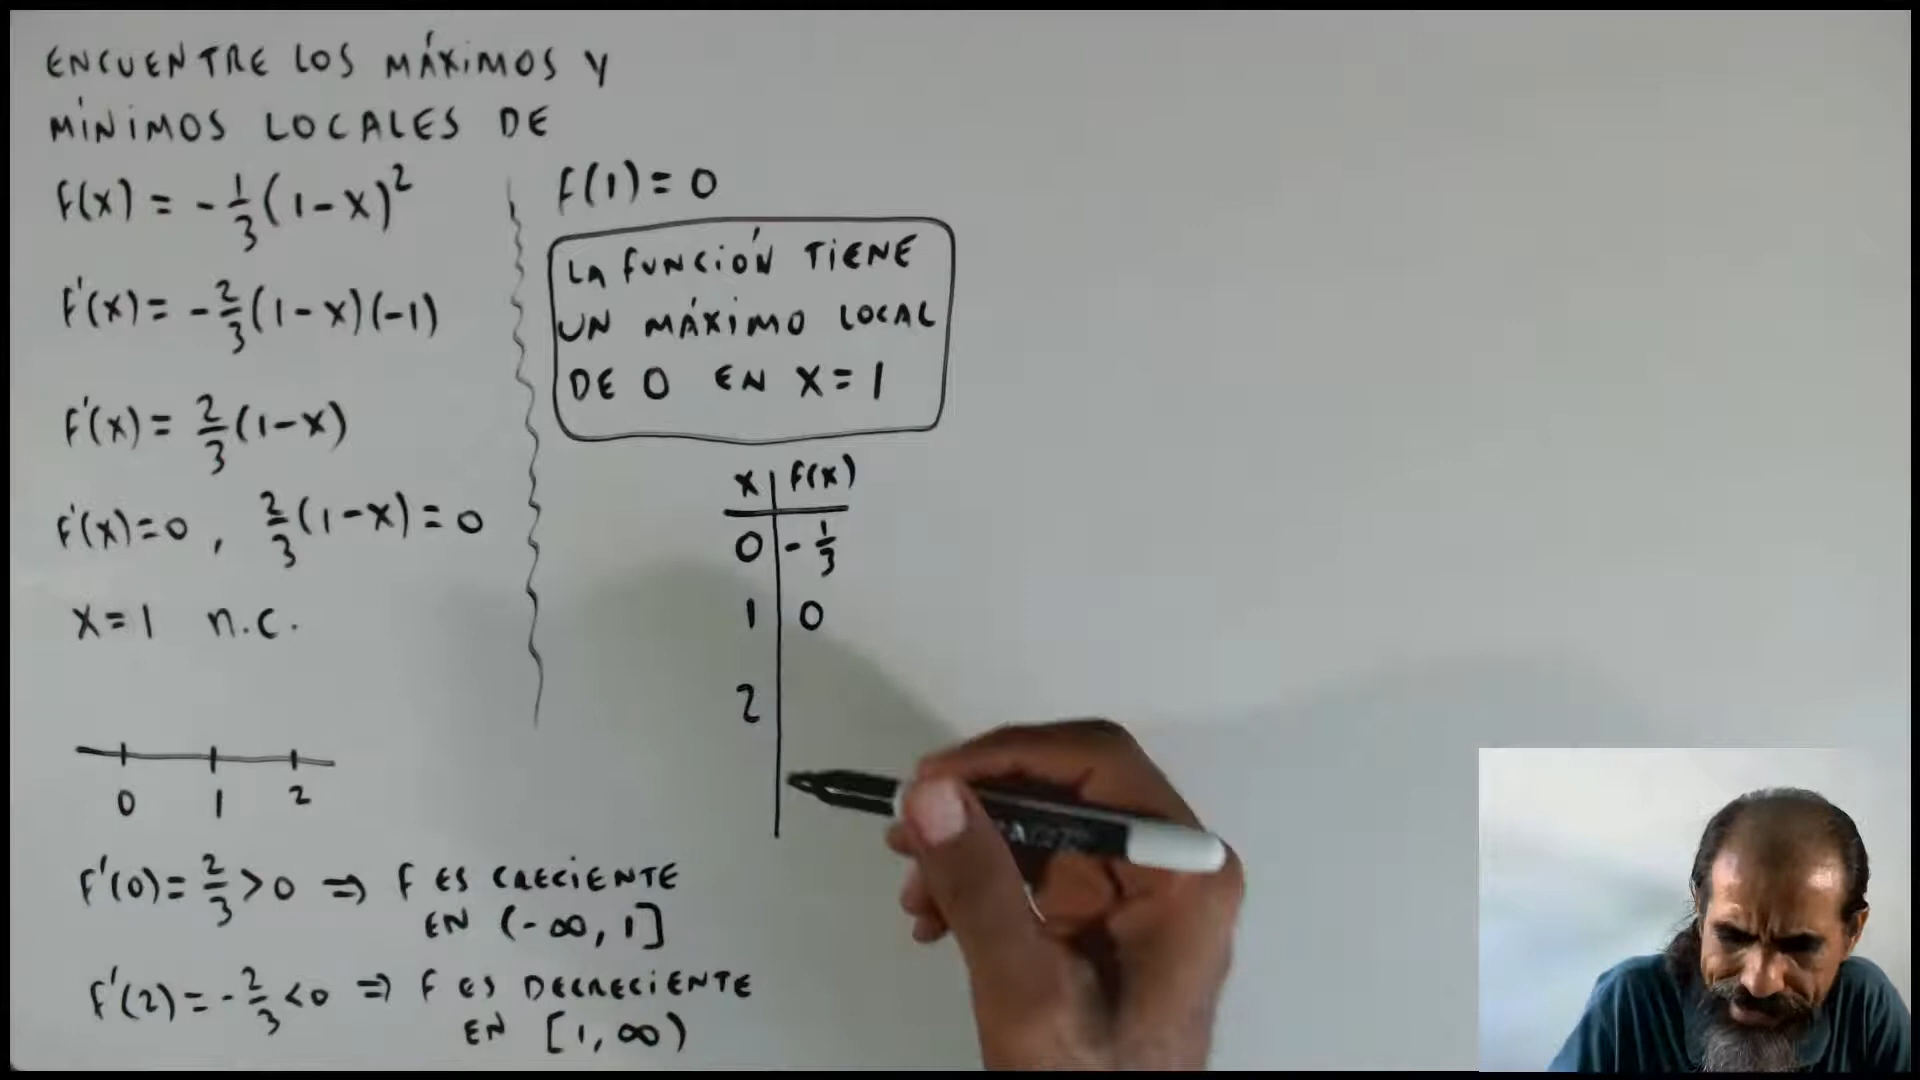 ENCUENTRE LOS MÁXIMOS Y
MÍNIMOS LOCALES DE
F(x) = -1/3(1-x)²
F'(x) = -2/3(1-x)(-1)
F'(x) = 2/3(1-x)
F'(x)=0, 2/3(1-x)=0
x=1 n.c.
0 1 2
F'(0)= 2/3 >0 ⇒ F ES CRECIENTE
EN (-∞, 1]
F'(2)= -2/3 <0 ⇒ F ES DECRECIENTE
EN [1, ∞)
F(1)=0
LA FUNCIÓN TIENE
UN MÁXIMO LOCAL
DE 0 EN X=1
x | F(x)
0 | -1/3
1 | 0
2 |